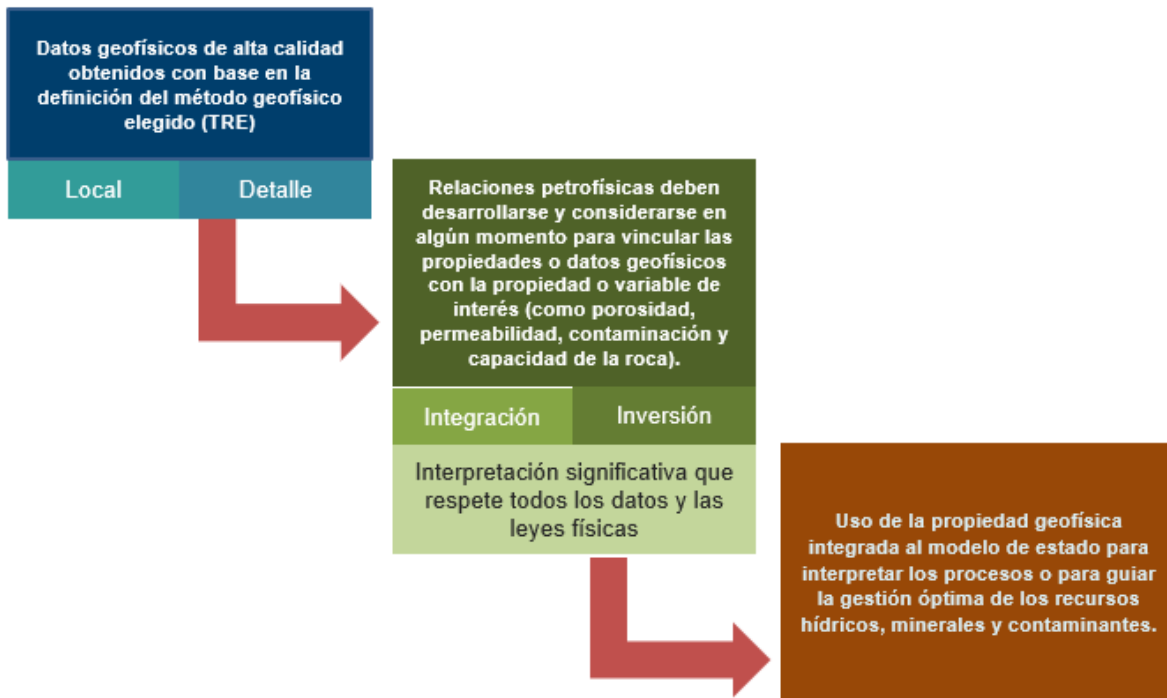 Datos geofísicos de alta calidad
obtenidos con base en la
definición del método geofísico
elegido (TRE)
Local
Detalle
Relaciones petrofísicas deben
desarrollarse y considerarse en
algún momento para vincular las
propiedades o datos geofísicos
con la propiedad o variable de
interés (como porosidad,
permeabilidad, contaminación y
capacidad de la roca).
Integración
Inversión
Interpretación significativa que
respete todos los datos y las
leyes físicas
Uso de la propiedad geofísica
integrada al modelo de estado para
interpretar los procesos o para guiar
la gestión óptima de los recursos
hídricos, minerales y contaminantes.